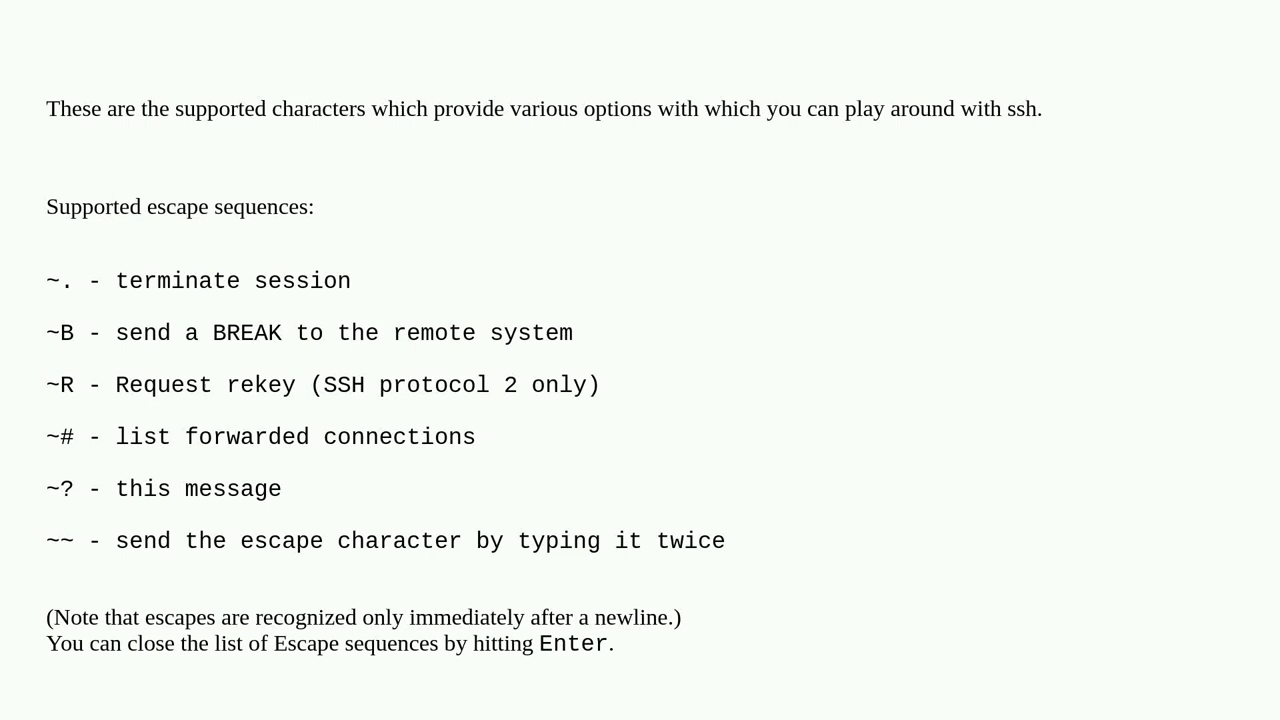 These are the supported characters which provide various options with which you can play around with ssh.
Supported escape sequences:
~. - terminate session
~B - send a BREAK to the remote system
~R - Request rekey (SSH protocol 2 only)
~# - list forwarded connections
~? - this message
~~ - send the escape character by typing it twice
(Note that escapes are recognized only immediately after a newline.)
You can close the list of Escape sequences by hitting Enter.